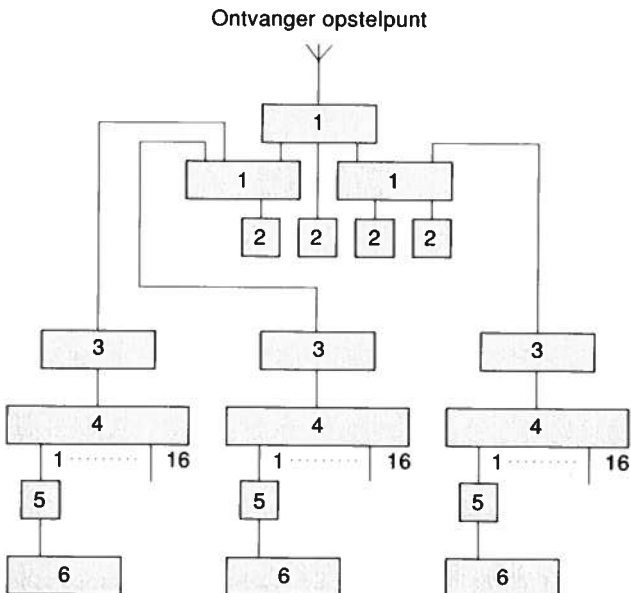 Ontvanger opstelpunt
1
1 1
2 2 2 2
3 3 3
4 4 4
1 ........ 16 1 ........ 16 1 ........ 16
5 5 5
6 6 6